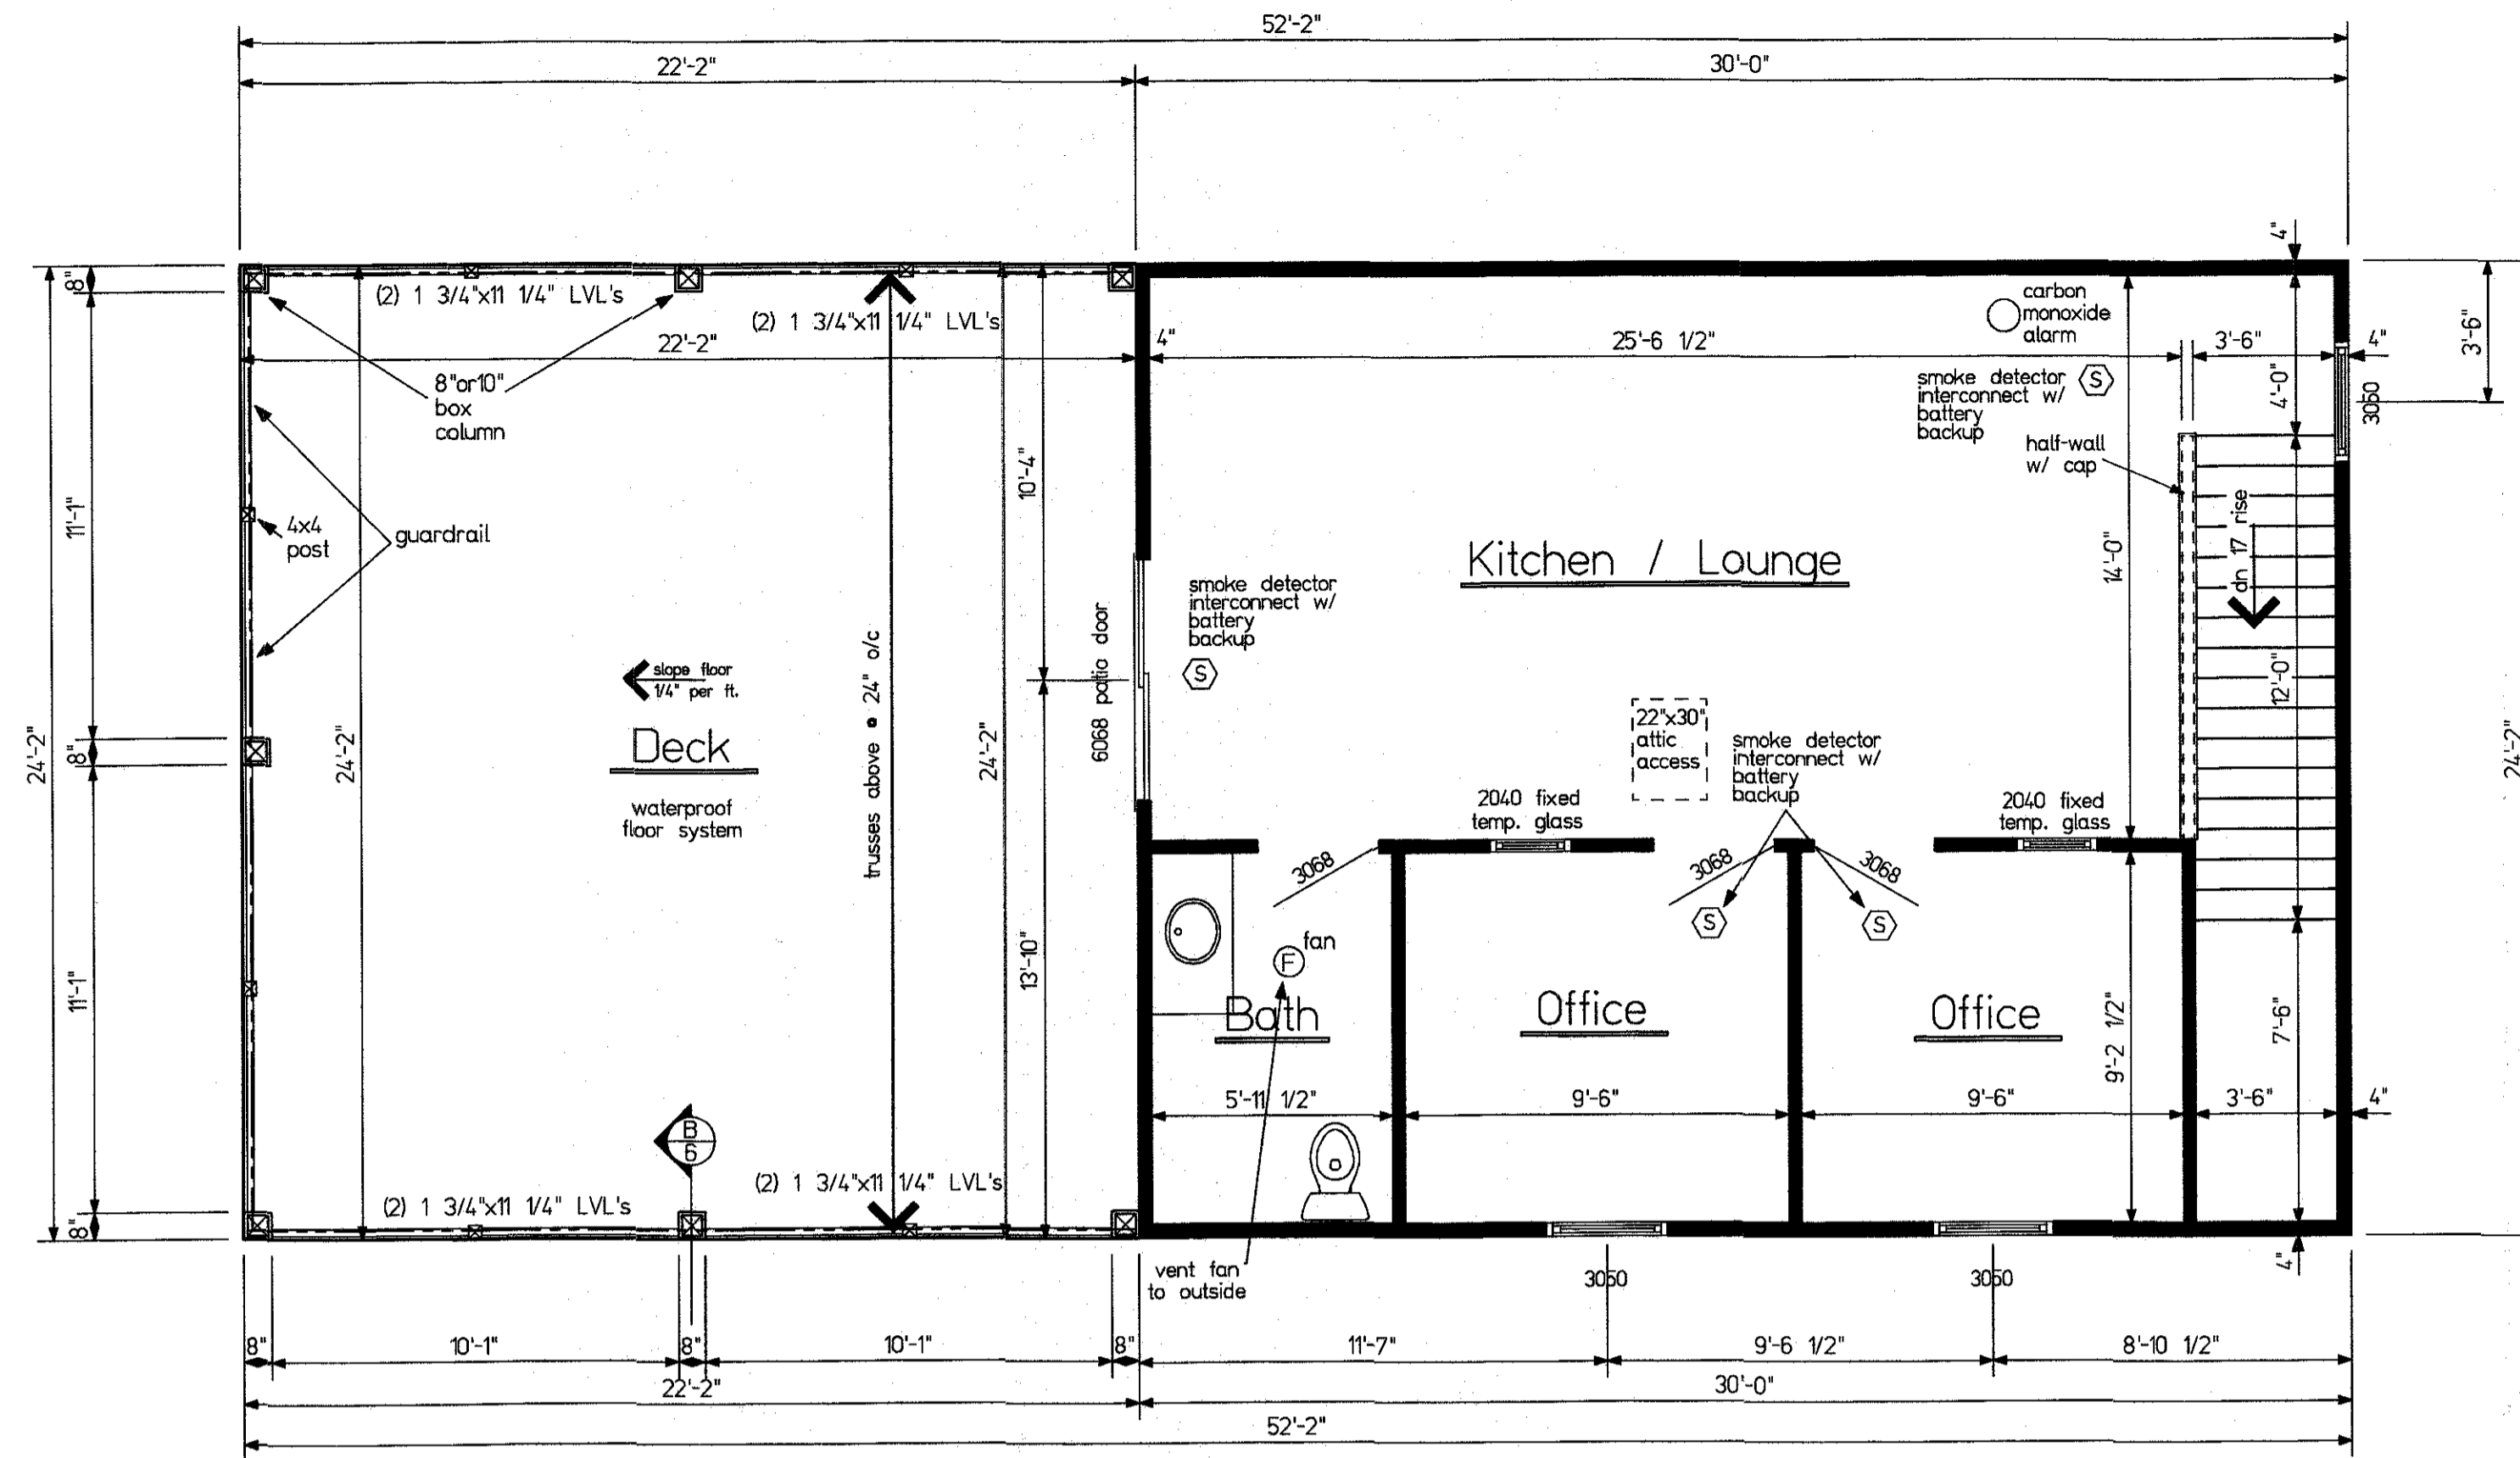 52'-2"
22'-2"
30'-0"
4"
8"
(2) 1 3/4"x11 1/4" LVL's
(2) 1 3/4"x11 1/4" LVL's
22'-2"
4"
25'-6 1/2"
carbon
monoxide
alarm
3'-6"
4"
3'-6"
8"or10"
box
column
smoke detector
interconnect w/
battery
backup
S
4'-0"
3050
half-wall
w/ cap
10'-4"
11'-1"
4x4
post
guardrail
dn 17 rise
14'-0"
Kitchen / Lounge
smoke detector
interconnect w/
battery
backup
S
6068 patio door
trusses above @ 24" o/c
slope floor
1/4" per ft.
12'-0"
24'-2"
8"
24'-2"
Deck
24'-2"
22"x30"
attic
access
smoke detector
interconnect w/
battery
backup
24'-2"
waterproof
floor system
2040 fixed
temp. glass
2040 fixed
temp. glass
3068
3068
3068
S
S
fan
F
11'-1"
13'-10"
Bath
Office
Office
9'-2 1/2"
7'-6"
5'-11 1/2"
9'-6"
9'-6"
3'-6"
4"
B
6
(2) 1 3/4"x11 1/4" LVL's
(2) 1 3/4"x11 1/4" LVL's
8"
vent fan
to outside
3050
3050
4"
8"
10'-1"
8"
10'-1"
8"
11'-7"
9'-6 1/2"
8'-10 1/2"
22'-2"
30'-0"
52'-2"